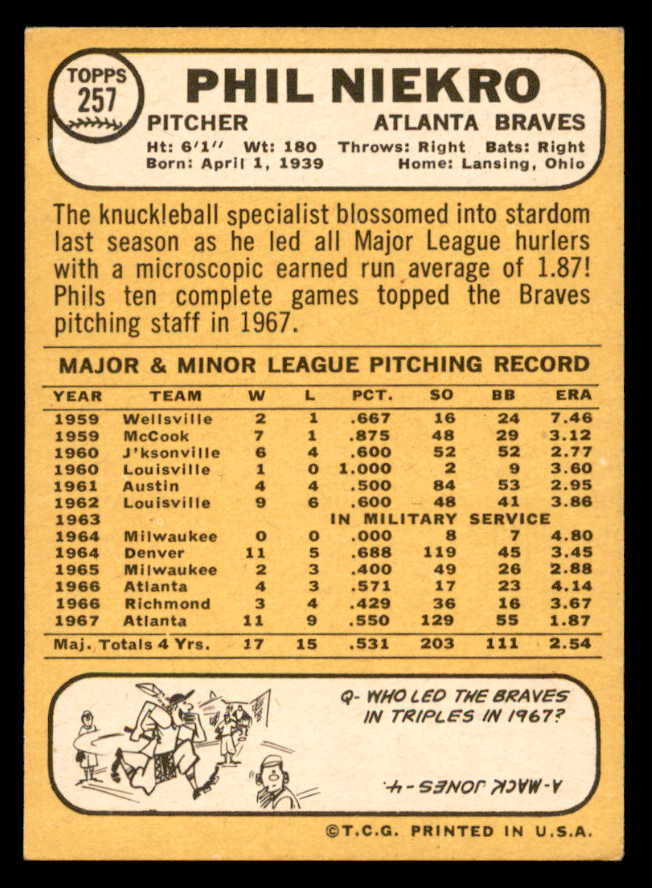 TOPPS
257
PHIL NIEKRO
PITCHER ATLANTA BRAVES
Ht: 6'1" Wt: 180 Throws: Right Bats: Right
Born: April 1, 1939 Home: Lansing, Ohio
The knuckleball specialist blossomed into stardom
last season as he led all Major League hurlers
with a microscopic earned run average of 1.87!
Phils ten complete games topped the Braves
pitching staff in 1967.
MAJOR & MINOR LEAGUE PITCHING RECORD
YEAR TEAM W L PCT. SO BB ERA
1959 Wellsville 2 1 .667 16 24 7.46
1959 McCook 7 1 .875 48 29 3.12
1960 J'ksonville 6 4 .600 52 52 2.77
1960 Louisville 1 0 1.000 2 9 3.60
1961 Austin 4 4 .500 84 53 2.95
1962 Louisville 9 6 .600 48 41 3.86
1963 IN MILITARY SERVICE
1964 Milwaukee 0 0 .000 8 7 4.80
1964 Denver 11 5 .688 119 45 3.45
1965 Milwaukee 2 3 .400 49 26 2.88
1966 Atlanta 4 3 .571 17 23 4.14
1966 Richmond 3 4 .429 36 16 3.67
1967 Atlanta 11 9 .550 129 55 1.87
Maj. Totals 4 Yrs. 17 15 .531 203 111 2.54
Q- WHO LED THE BRAVES
IN TRIPLES IN 1967?
A- MACK JONES - 4.
©T.C.G. PRINTED IN U.S.A.